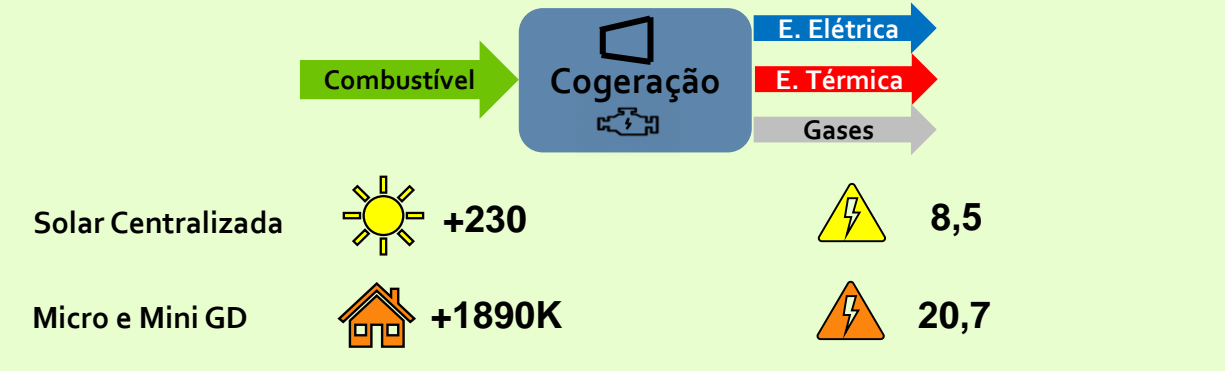 Combustível
Cogeração
E. Elétrica
E. Térmica
Gases
Solar Centralizada +230 8,5
Micro e Mini GD +1890K 20,7